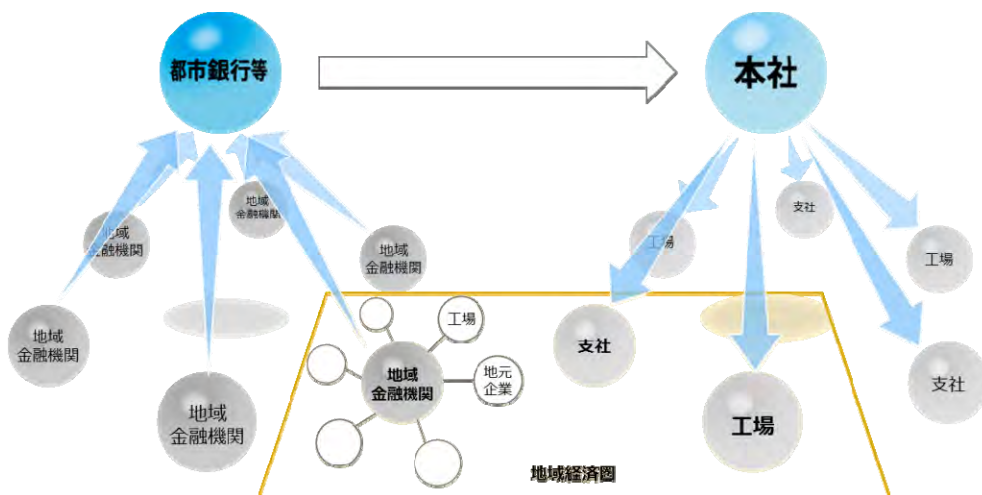 都市銀行等
本社
地域
金融機関
地域
金融機関
地域
金融機関
地域
金融機関
地域
金融機関
地域
金融機関
工場
地元
企業
工場
支社
工場
支社
支社
工場
地域経済圏